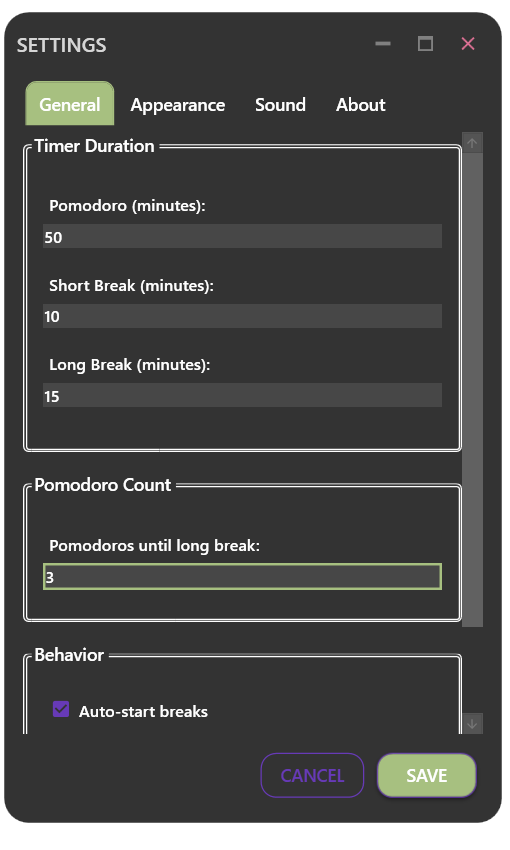 SETTINGS
General Appearance Sound About
Timer Duration
Pomodoro (minutes):
50
Short Break (minutes):
10
Long Break (minutes):
15
Pomodoro Count
Pomodoros until long break:
3
Behavior
Auto-start breaks
CANCEL SAVE